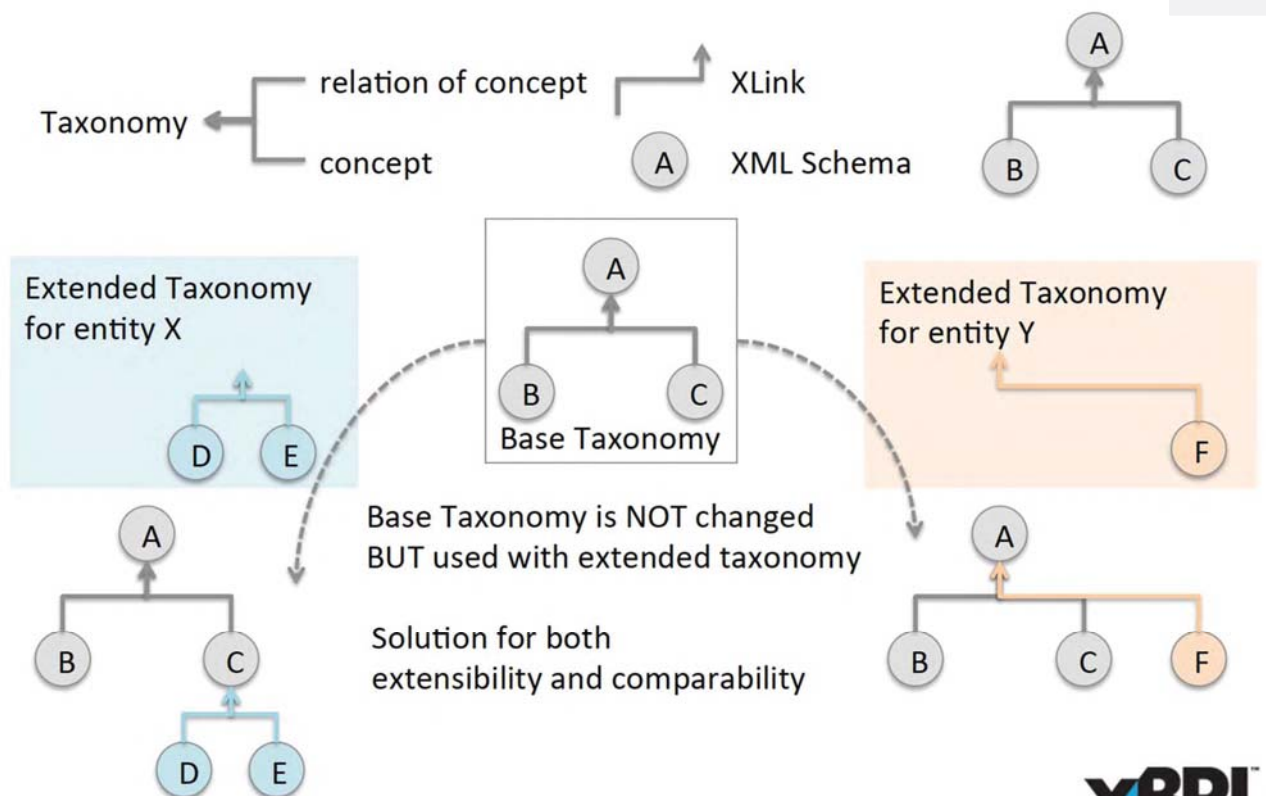 Taxonomy
relation of concept
concept
XLink
A
XML Schema
A
B
C
Extended Taxonomy
for entity X
D
E
A
B
C
Base Taxonomy
Extended Taxonomy
for entity Y
F
Base Taxonomy is NOT changed
BUT used with extended taxonomy
Solution for both
extensibility and comparability
A
B
C
D
E
A
B
C
F